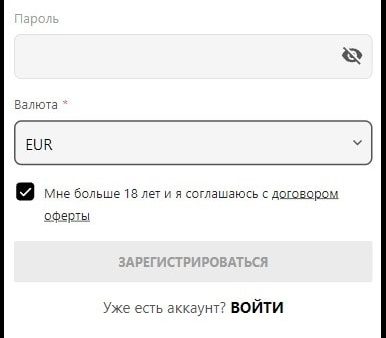 Пароль
Валюта *
EUR
Мне больше 18 лет и я соглашаюсь с договором
оферты
ЗАРЕГИСТРИРОВАТЬСЯ
Уже есть аккаунт? ВОЙТИ